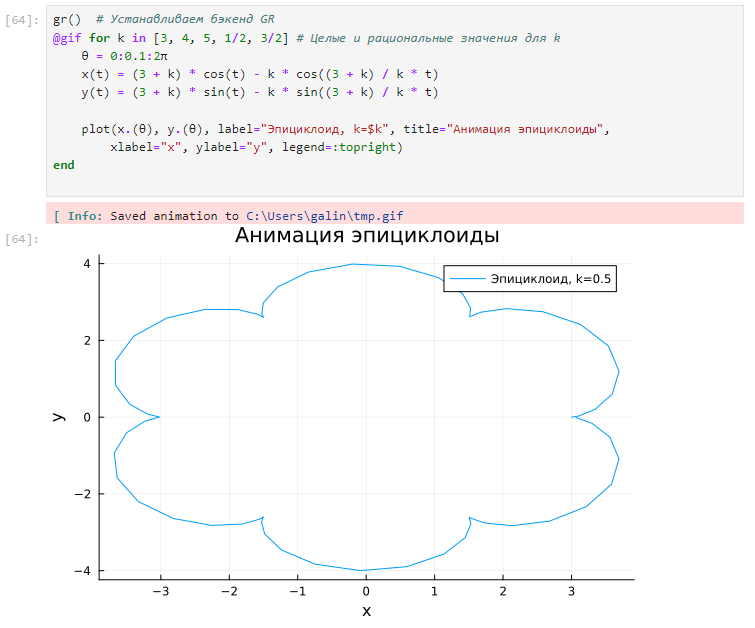 [64]: gr()  # Устанавливаем бэкенд GR
@gif for k in [3, 4, 5, 1/2, 3/2] # Целые и рациональные значения для k
    θ = 0:0.1:2π
    x(t) = (3 + k) * cos(t) - k * cos((3 + k) / k * t)
    y(t) = (3 + k) * sin(t) - k * sin((3 + k) / k * t)
    plot(x.(θ), y.(θ), label="Эпициклоид, k=$k", title="Анимация эпициклоиды",
        xlabel="x", ylabel="y", legend=:topright)
end
[ Info: Saved animation to C:\Users\galin\tmp.gif
[64]:
Анимация эпициклоиды
Эпициклоид, k=0.5
4
2
0
−2
−4
y
−3 −2 −1 0 1 2 3
x